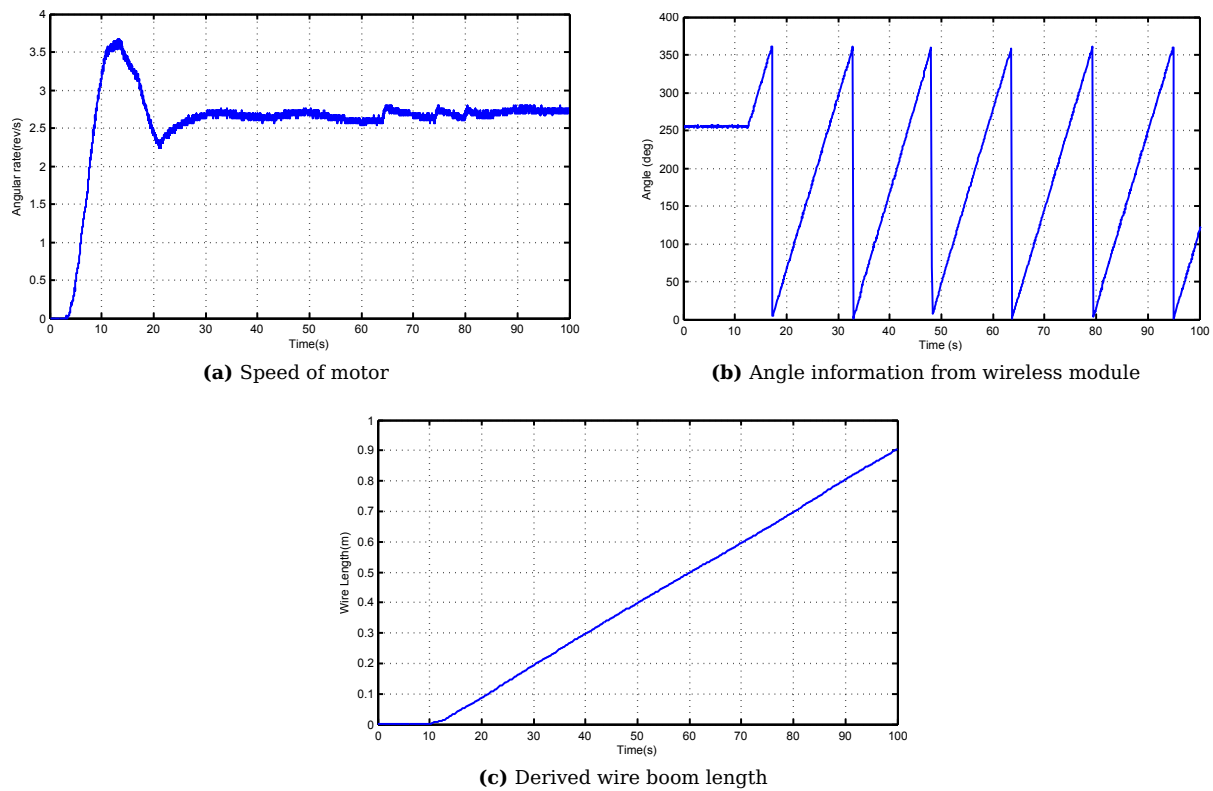 4
3.5
3
2.5
2
1.5
1
0.5
0
Angular rate(rev/s)
0 10 20 30 40 50 60 70 80 90 100
Time(s)
(a) Speed of motor
400
350
300
250
200
150
100
50
0
Angle (deg)
0 10 20 30 40 50 60 70 80 90 100
Time (s)
(b) Angle information from wireless module
1
0.9
0.8
0.7
0.6
0.5
0.4
0.3
0.2
0.1
0
Wire Length(m)
0 10 20 30 40 50 60 70 80 90 100
Time(s)
(c) Derived wire boom length